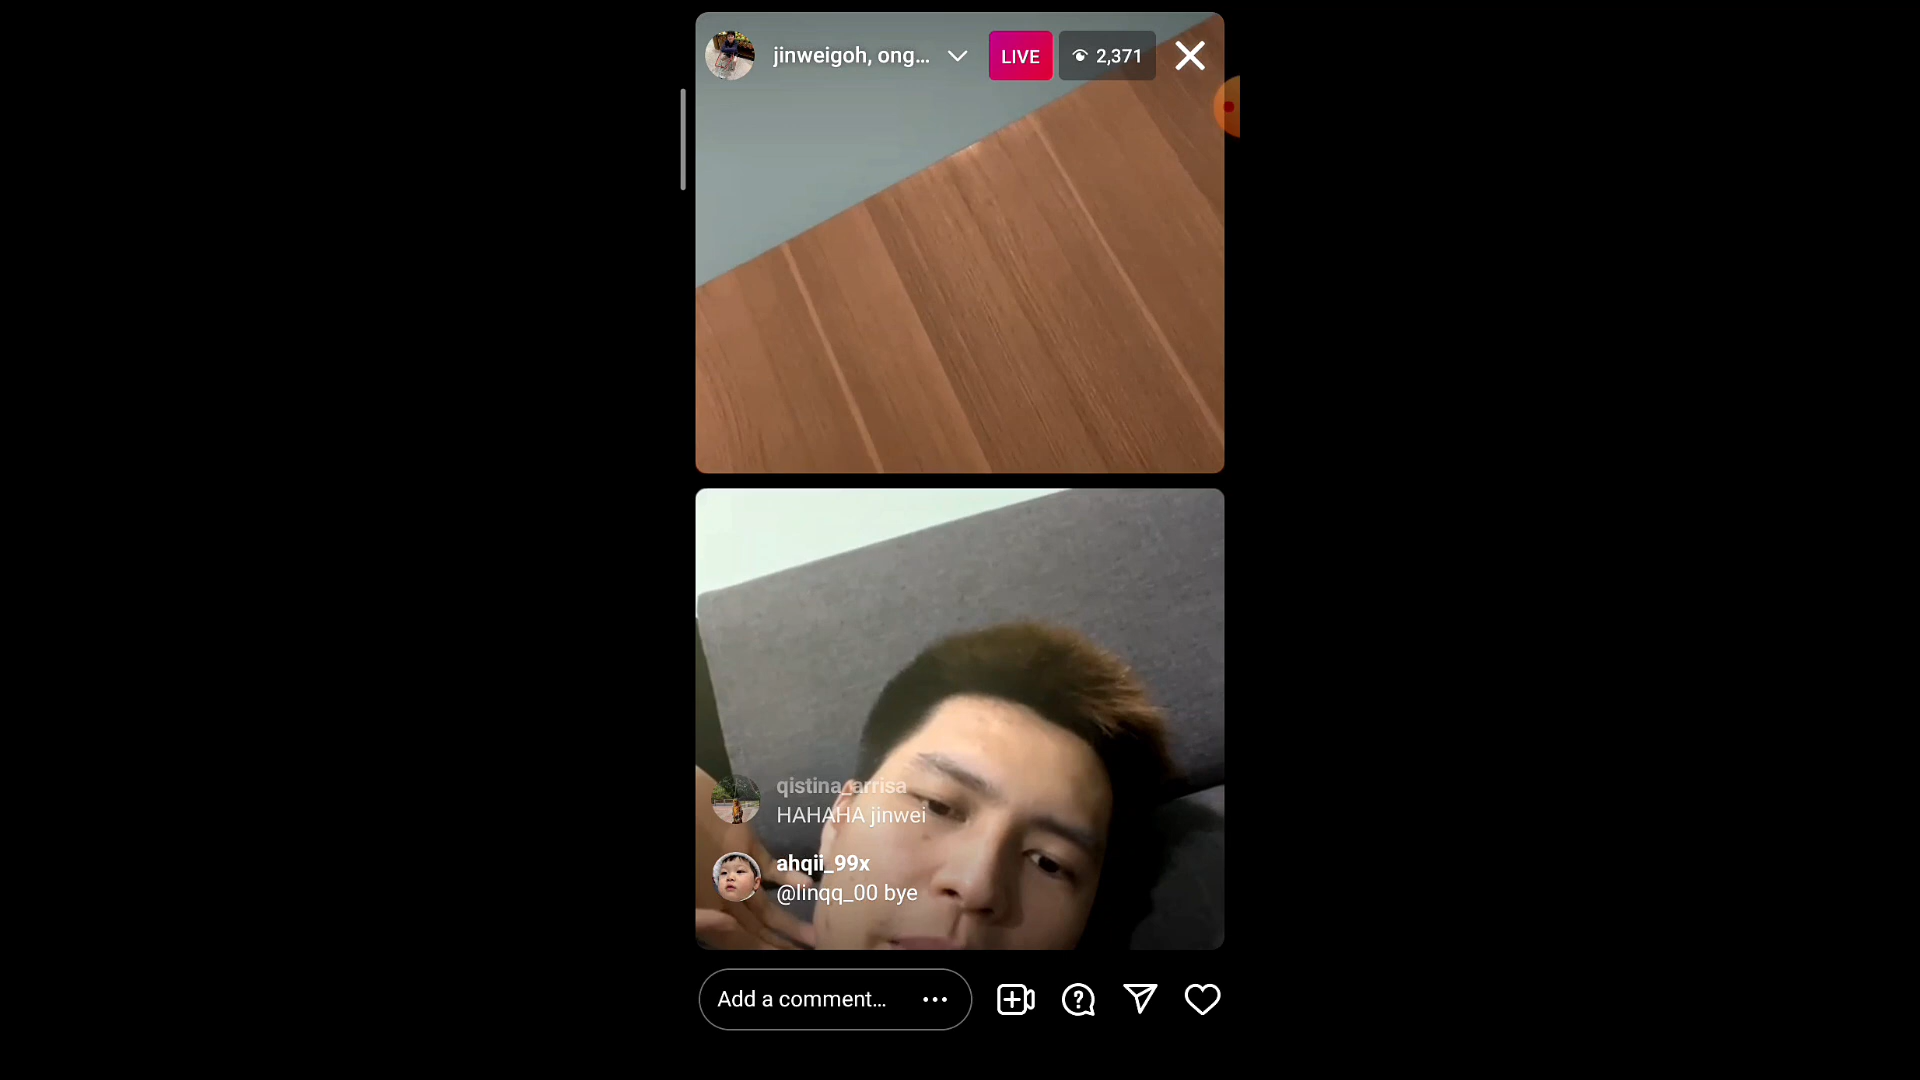 jinweigoh, ong...
LIVE
2,371
qistina_arrisa
HAHAHA jinwei
ahqii_99x
@linqq_00 bye
Add a comment...